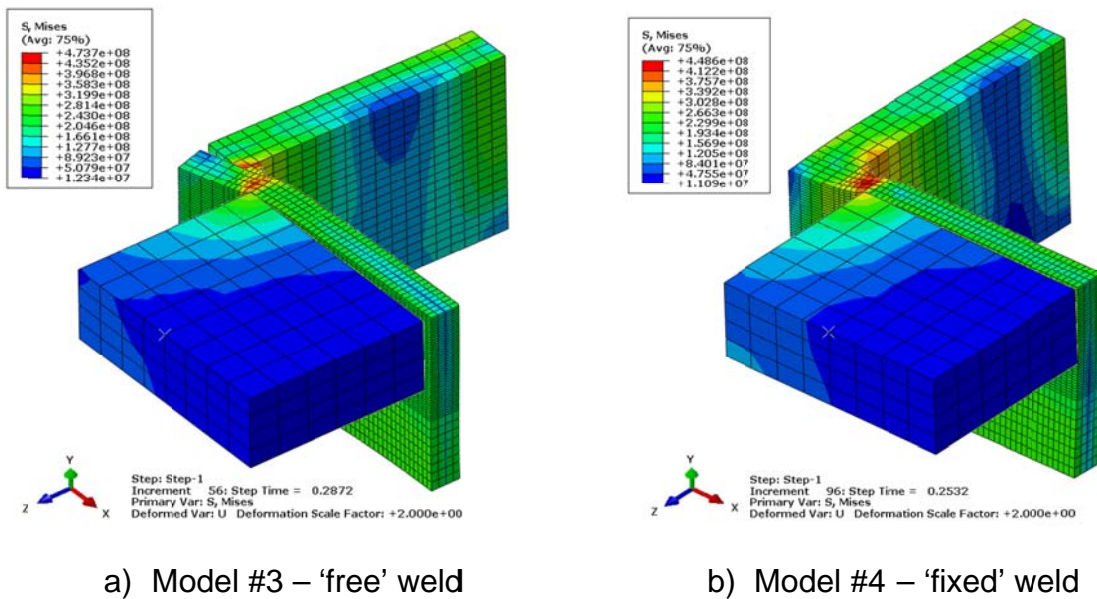 S, Mises
(Avg: 75%)
+4.737e+08
+4.352e+08
+3.968e+08
+3.583e+08
+3.199e+08
+2.814e+08
+2.430e+08
+2.046e+08
+1.661e+08
+1.277e+08
+8.923e+07
+5.079e+07
+1.234e+07
Y
Z
X
Step: Step-1
Increment 56: Step Time = 0.2872
Primary Var: S, Mises
Deformed Var: U Deformation Scale Factor: +2.000e+00
a) Model #3 – ‘free’ weld
S, Mises
(Avg: 75%)
+4.486e+08
+4.122e+08
+3.757e+08
+3.392e+08
+3.028e+08
+2.663e+08
+2.299e+08
+1.934e+08
+1.569e+08
+1.205e+08
+8.401e+07
+4.755e+07
+1.109e+07
Y
Z
X
Step: Step-1
Increment 96: Step Time = 0.2532
Primary Var: S, Mises
Deformed Var: U Deformation Scale Factor: +2.000e+00
b) Model #4 – ‘fixed’ weld